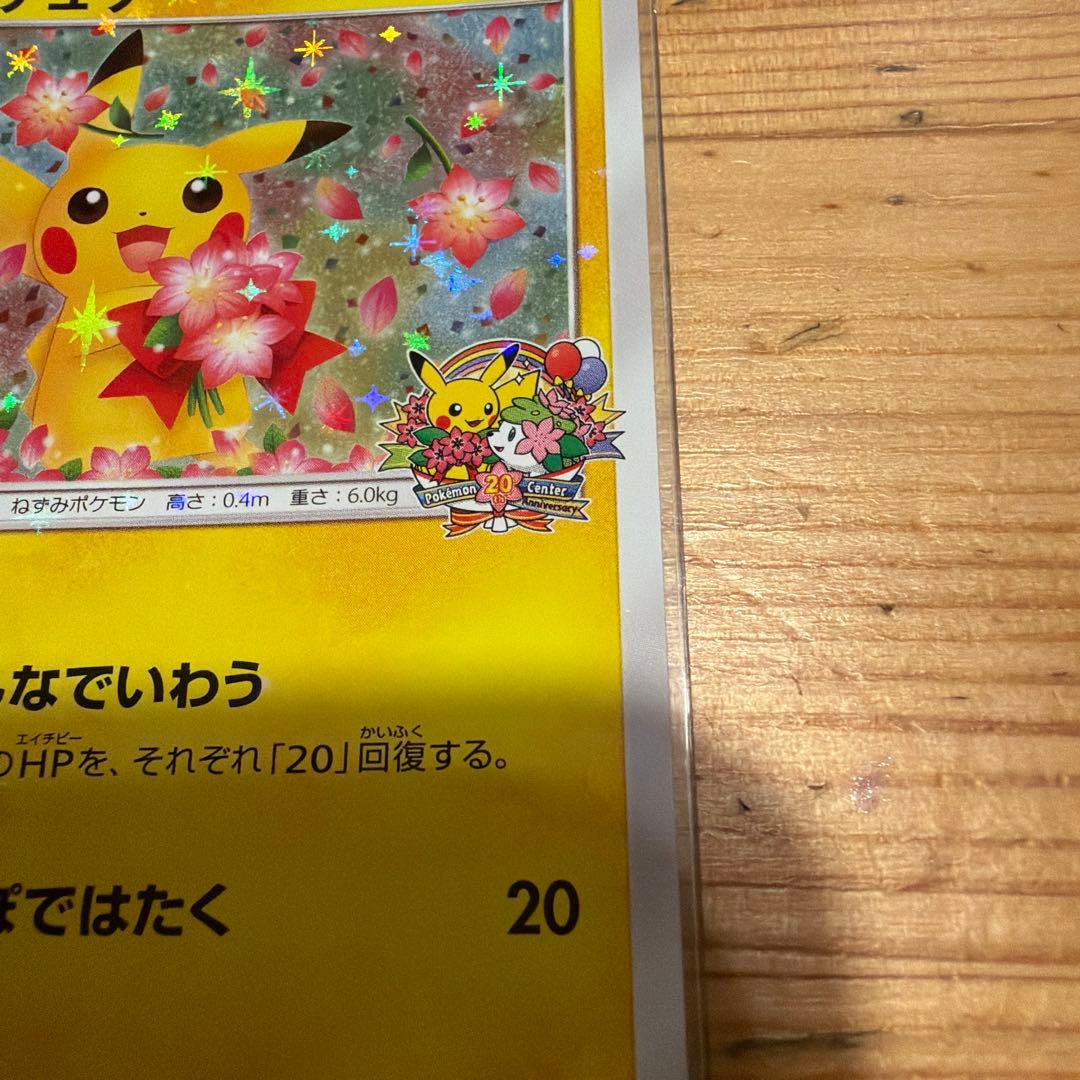 ねずみポケモン 高さ:0.4m 重さ:6.0kg
Pokémon 20th Center
Anniversary
なでいわう
エイチピー かいふく
のHPを、それぞれ「20」回復する。
ぽではたく 20